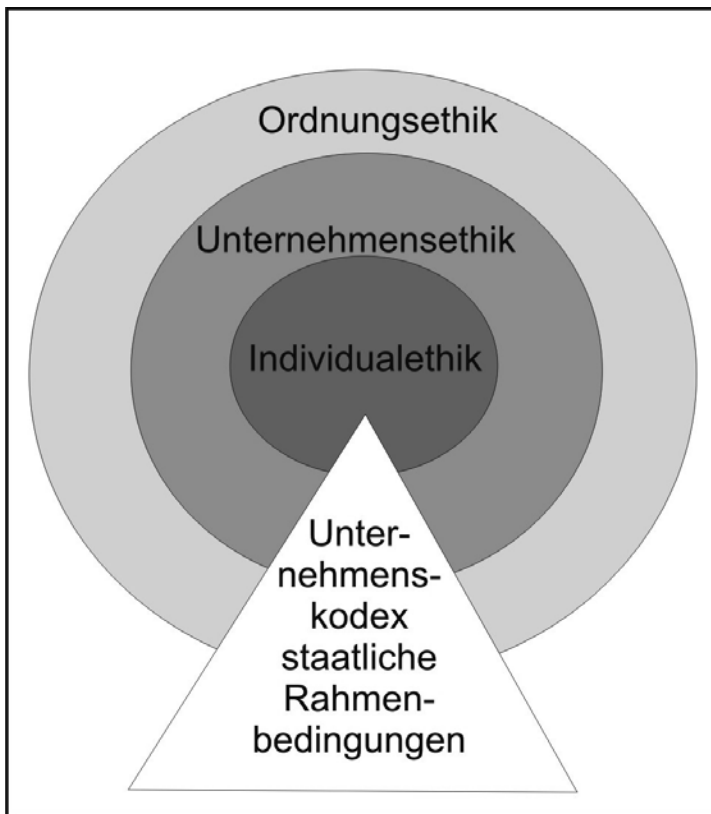 Ordnungsethik
Unternehmensethik
Individualethik
Unter-
nehmens-
kodex
staatliche
Rahmen-
bedingungen